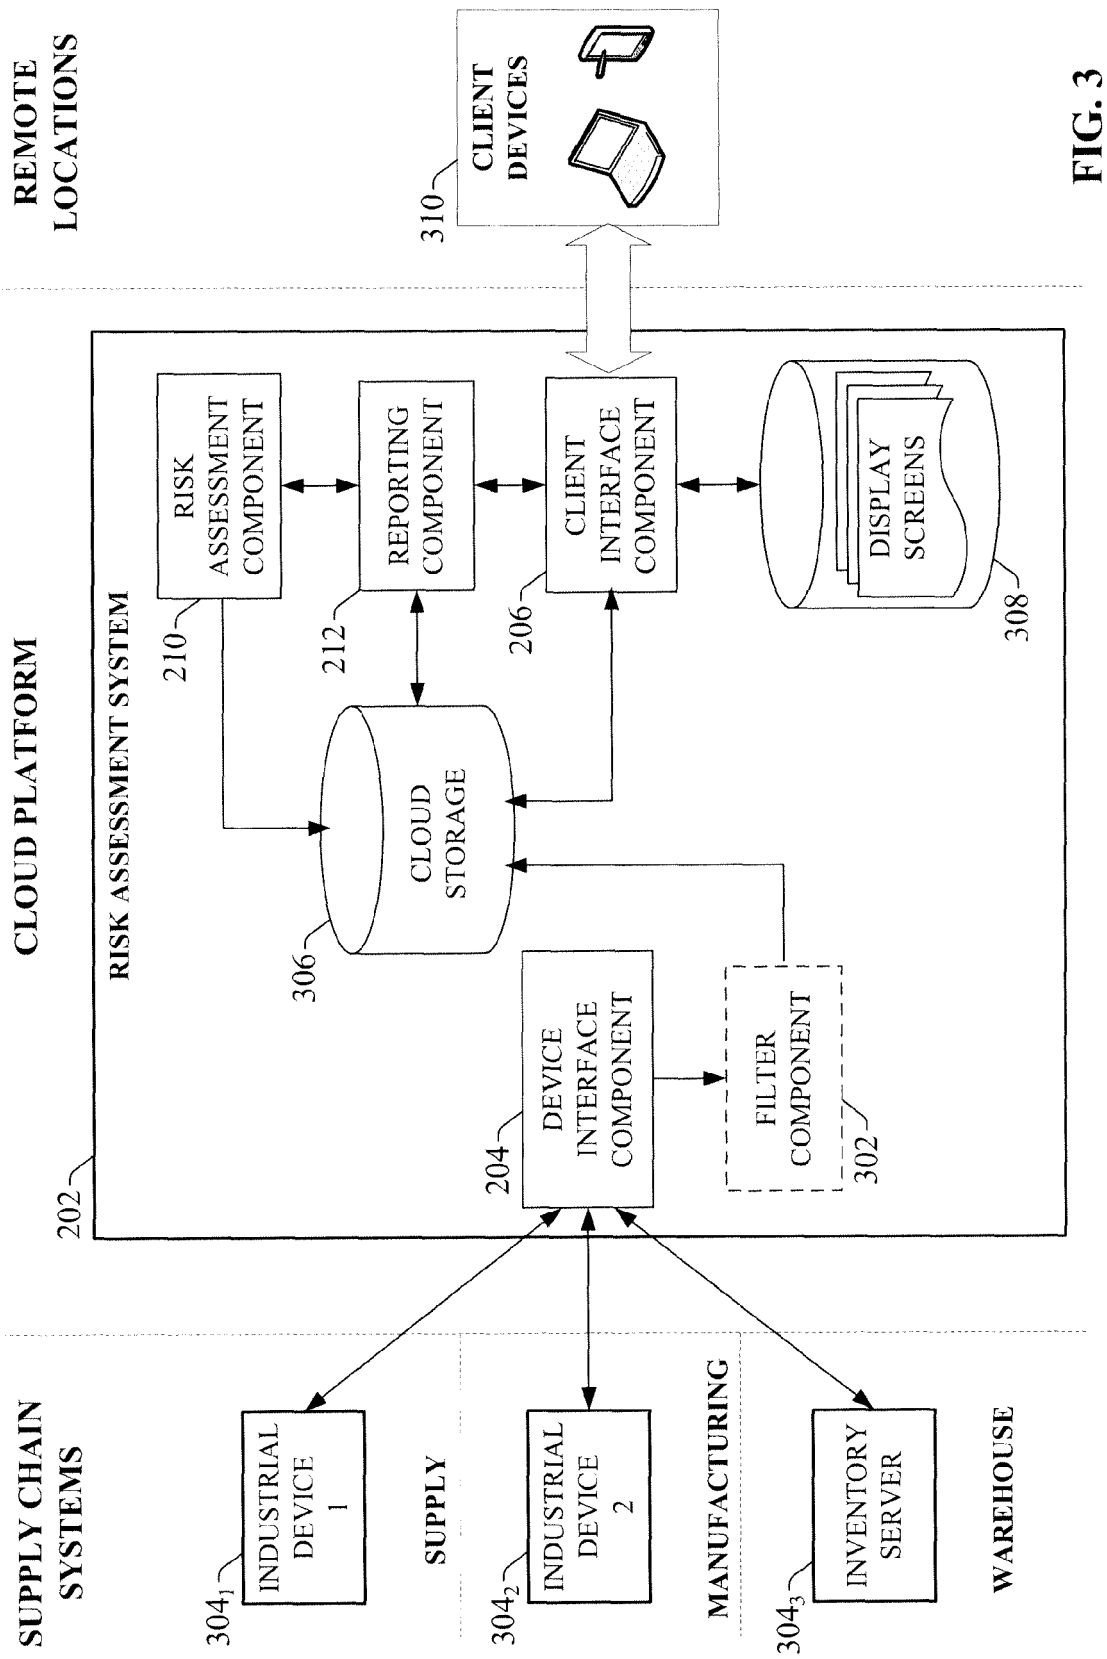 SUPPLY CHAIN
SYSTEMS
CLOUD PLATFORM
REMOTE
LOCATIONS
202
RISK ASSESSMENT SYSTEM
304₁
INDUSTRIAL
DEVICE
1
SUPPLY
304₂
INDUSTRIAL
DEVICE
2
MANUFACTURING
304₃
INVENTORY
SERVER
WAREHOUSE
204
DEVICE
INTERFACE
COMPONENT
FILTER
COMPONENT
302
306
CLOUD
STORAGE
210
RISK
ASSESSMENT
COMPONENT
212
REPORTING
COMPONENT
206
CLIENT
INTERFACE
COMPONENT
DISPLAY
SCREENS
308
310
CLIENT
DEVICES
FIG. 3